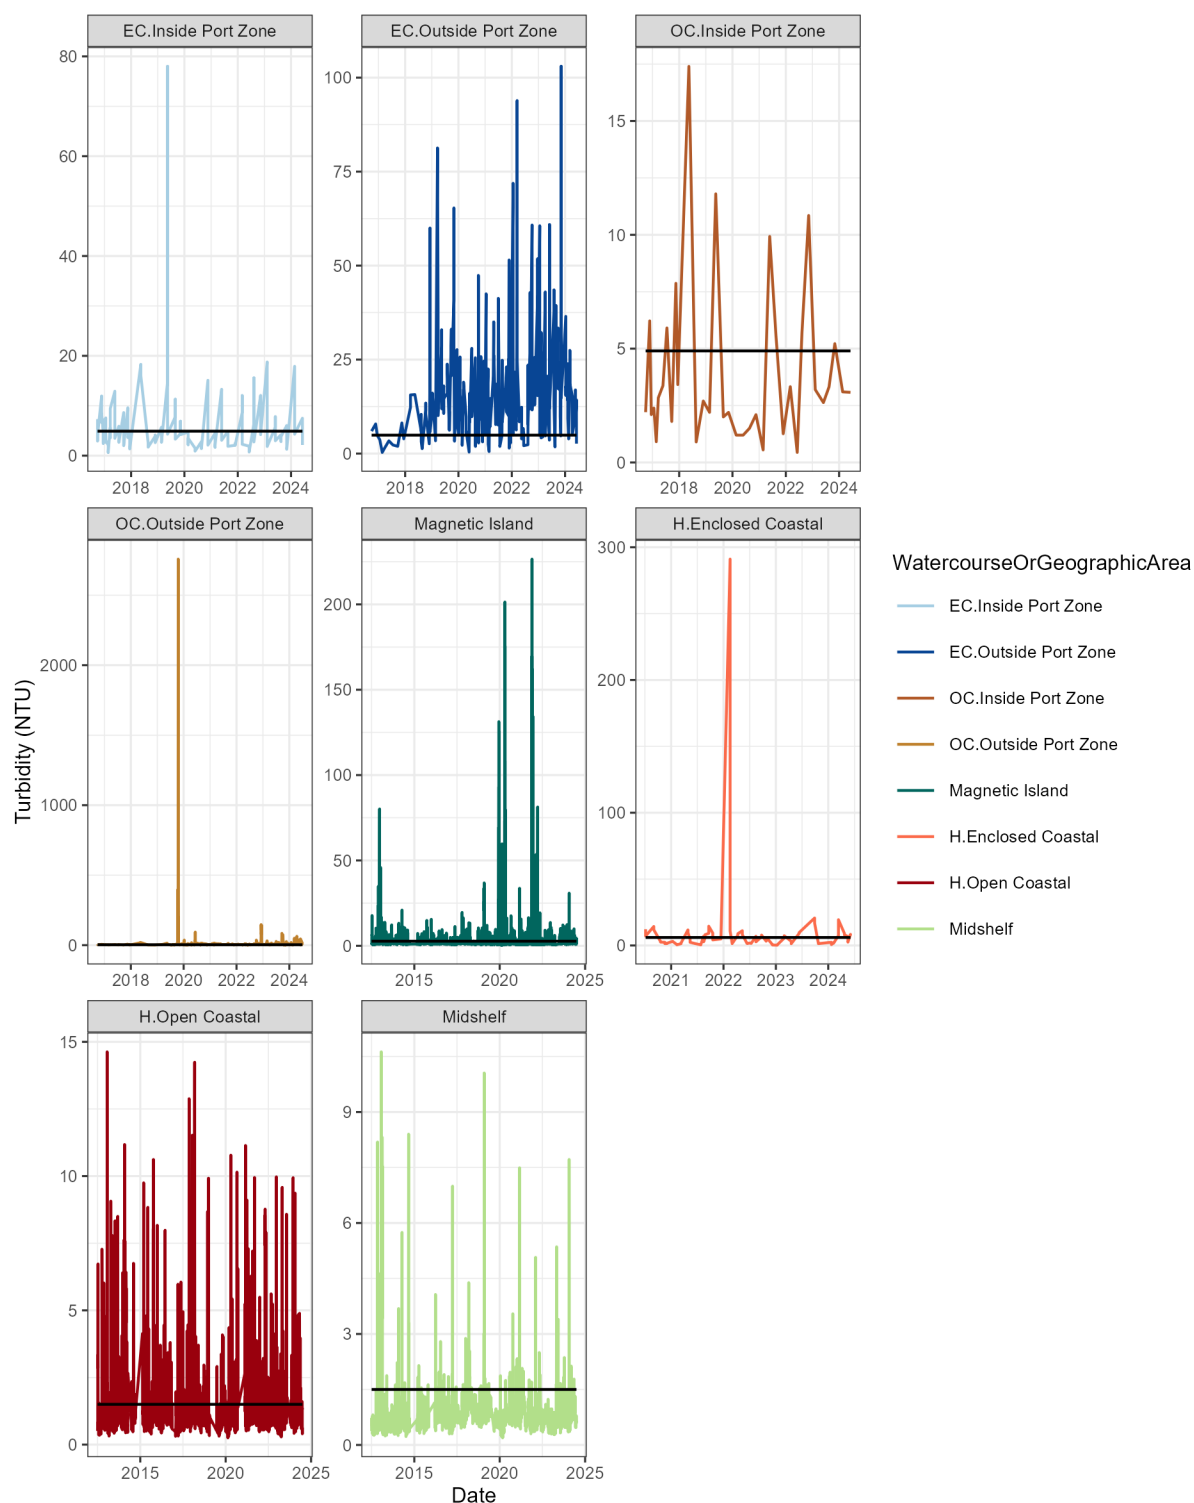 EC.Inside Port Zone
EC.Outside Port Zone
OC.Inside Port Zone
80
60
40
20
0
2018 2020 2022 2024
100
75
50
25
0
2018 2020 2022 2024
15
10
5
0
2018 2020 2022 2024
OC.Outside Port Zone
Magnetic Island
H.Enclosed Coastal
2000
1000
0
2018 2020 2022 2024
200
150
100
50
0
2015 2020 2025
300
200
100
0
2021 2022 2023 2024
H.Open Coastal
Midshelf
15
10
5
0
2015 2020 2025
9
6
3
0
2015 2020 2025
Turbidity (NTU)
Date
WatercourseOrGeographicArea
EC.Inside Port Zone
EC.Outside Port Zone
OC.Inside Port Zone
OC.Outside Port Zone
Magnetic Island
H.Enclosed Coastal
H.Open Coastal
Midshelf